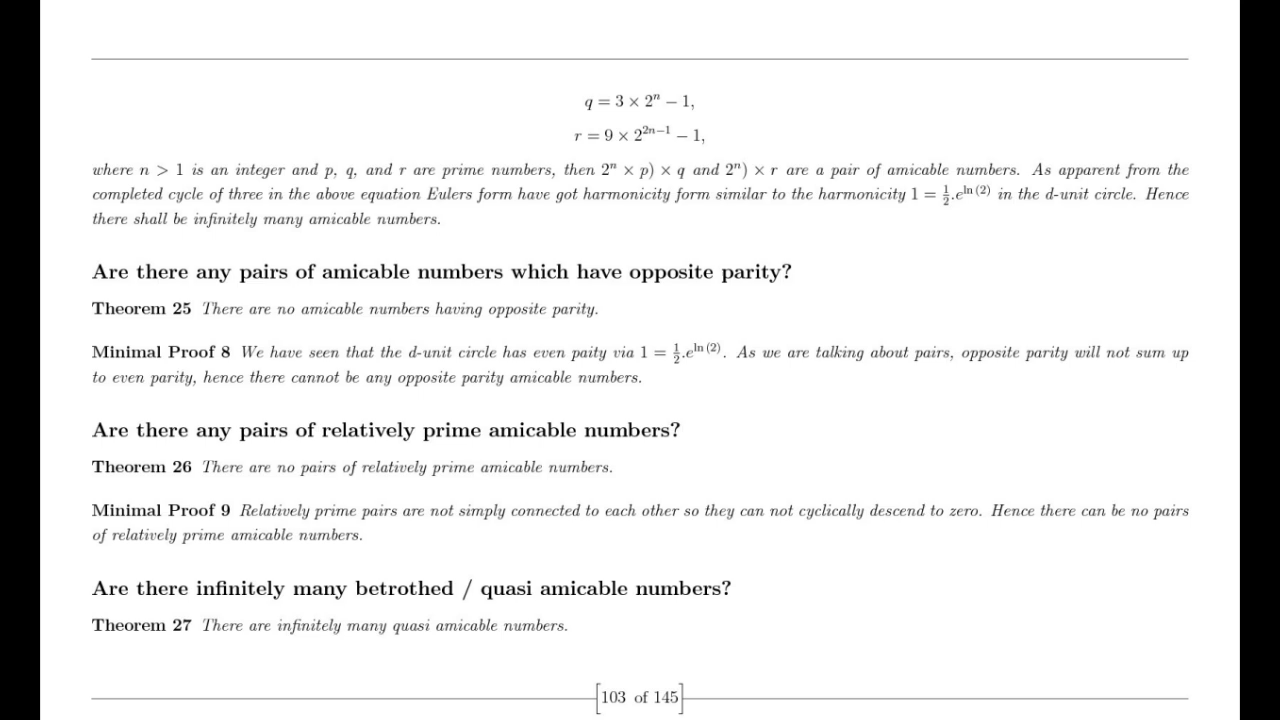 q = 3 × 2ⁿ − 1,
r = 9 × 2²ⁿ⁻¹ − 1,
where n > 1 is an integer and p, q, and r are prime numbers, then 2ⁿ × p) × q and 2ⁿ) × r are a pair of amicable numbers. As apparent from the
completed cycle of three in the above equation Eulers form have got harmonicity form similar to the harmonicity 1 = ½.e^ln (2) in the d-unit circle. Hence
there shall be infinitely many amicable numbers.
Are there any pairs of amicable numbers which have opposite parity?
Theorem 25 There are no amicable numbers having opposite parity.
Minimal Proof 8 We have seen that the d-unit circle has even paity via 1 = ½.e^ln (2). As we are talking about pairs, opposite parity will not sum up
to even parity, hence there cannot be any opposite parity amicable numbers.
Are there any pairs of relatively prime amicable numbers?
Theorem 26 There are no pairs of relatively prime amicable numbers.
Minimal Proof 9 Relatively prime pairs are not simply connected to each other so they can not cyclically descend to zero. Hence there can be no pairs
of relatively prime amicable numbers.
Are there infinitely many betrothed / quasi amicable numbers?
Theorem 27 There are infinitely many quasi amicable numbers.
[103 of 145]